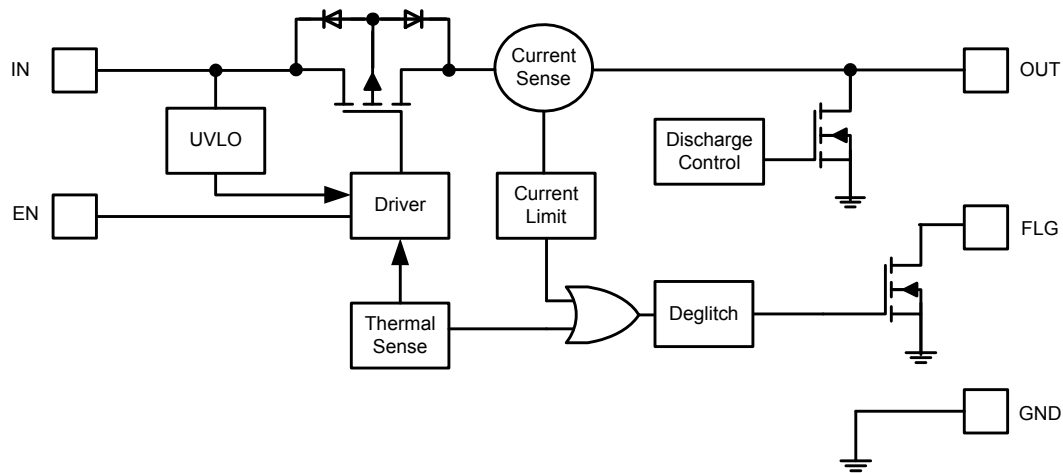 IN
Current
Sense
OUT
UVLO
Discharge
Control
EN
Driver
Current
Limit
FLG
Thermal
Sense
Deglitch
GND